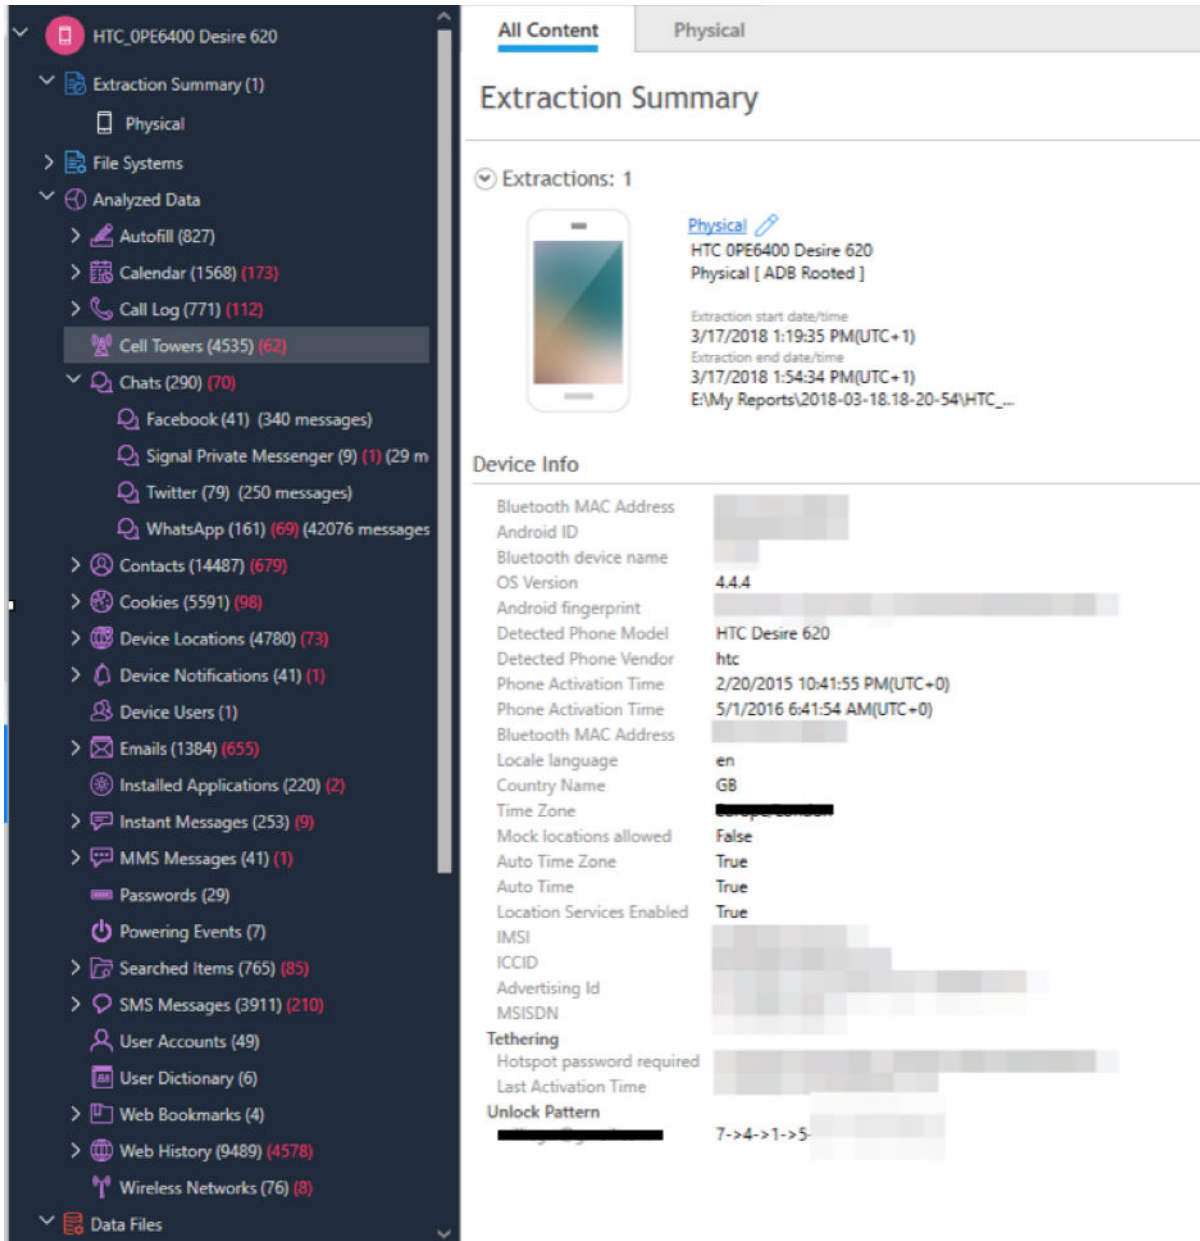 HTC_0PE6400 Desire 620
Extraction Summary (1)
Physical
File Systems
Analyzed Data
Autofill (827)
Calendar (1568) (173)
Call Log (771) (112)
Cell Towers (4535) (62)
Chats (290) (70)
Facebook (41) (340 messages)
Signal Private Messenger (9) (1) (29 m
Twitter (79) (250 messages)
WhatsApp (161) (69) (42076 messages
Contacts (14487) (679)
Cookies (5591) (98)
Device Locations (4780) (73)
Device Notifications (41) (1)
Device Users (1)
Emails (1384) (655)
Installed Applications (220) (2)
Instant Messages (253) (9)
MMS Messages (41) (1)
Passwords (29)
Powering Events (7)
Searched Items (765) (85)
SMS Messages (3911) (210)
User Accounts (49)
User Dictionary (6)
Web Bookmarks (4)
Web History (9489) (4578)
Wireless Networks (76) (8)
Data Files
All Content Physical
Extraction Summary
Extractions: 1
Physical
HTC 0PE6400 Desire 620
Physical [ ADB Rooted ]
Extraction start date/time
3/17/2018 1:19:35 PM(UTC+1)
Extraction end date/time
3/17/2018 1:54:34 PM(UTC+1)
E:\My Reports\2018-03-18.18-20-54\HTC_...
Device Info
Bluetooth MAC Address
Android ID
Bluetooth device name
OS Version 4.4.4
Android fingerprint
Detected Phone Model HTC Desire 620
Detected Phone Vendor htc
Phone Activation Time 2/20/2015 10:41:55 PM(UTC+0)
Phone Activation Time 5/1/2016 6:41:54 AM(UTC+0)
Bluetooth MAC Address
Locale language en
Country Name GB
Time Zone
Mock locations allowed False
Auto Time Zone True
Auto Time True
Location Services Enabled True
IMSI
ICCID
Advertising Id
MSISDN
Tethering
Hotspot password required
Last Activation Time
Unlock Pattern
7->4->1->5-